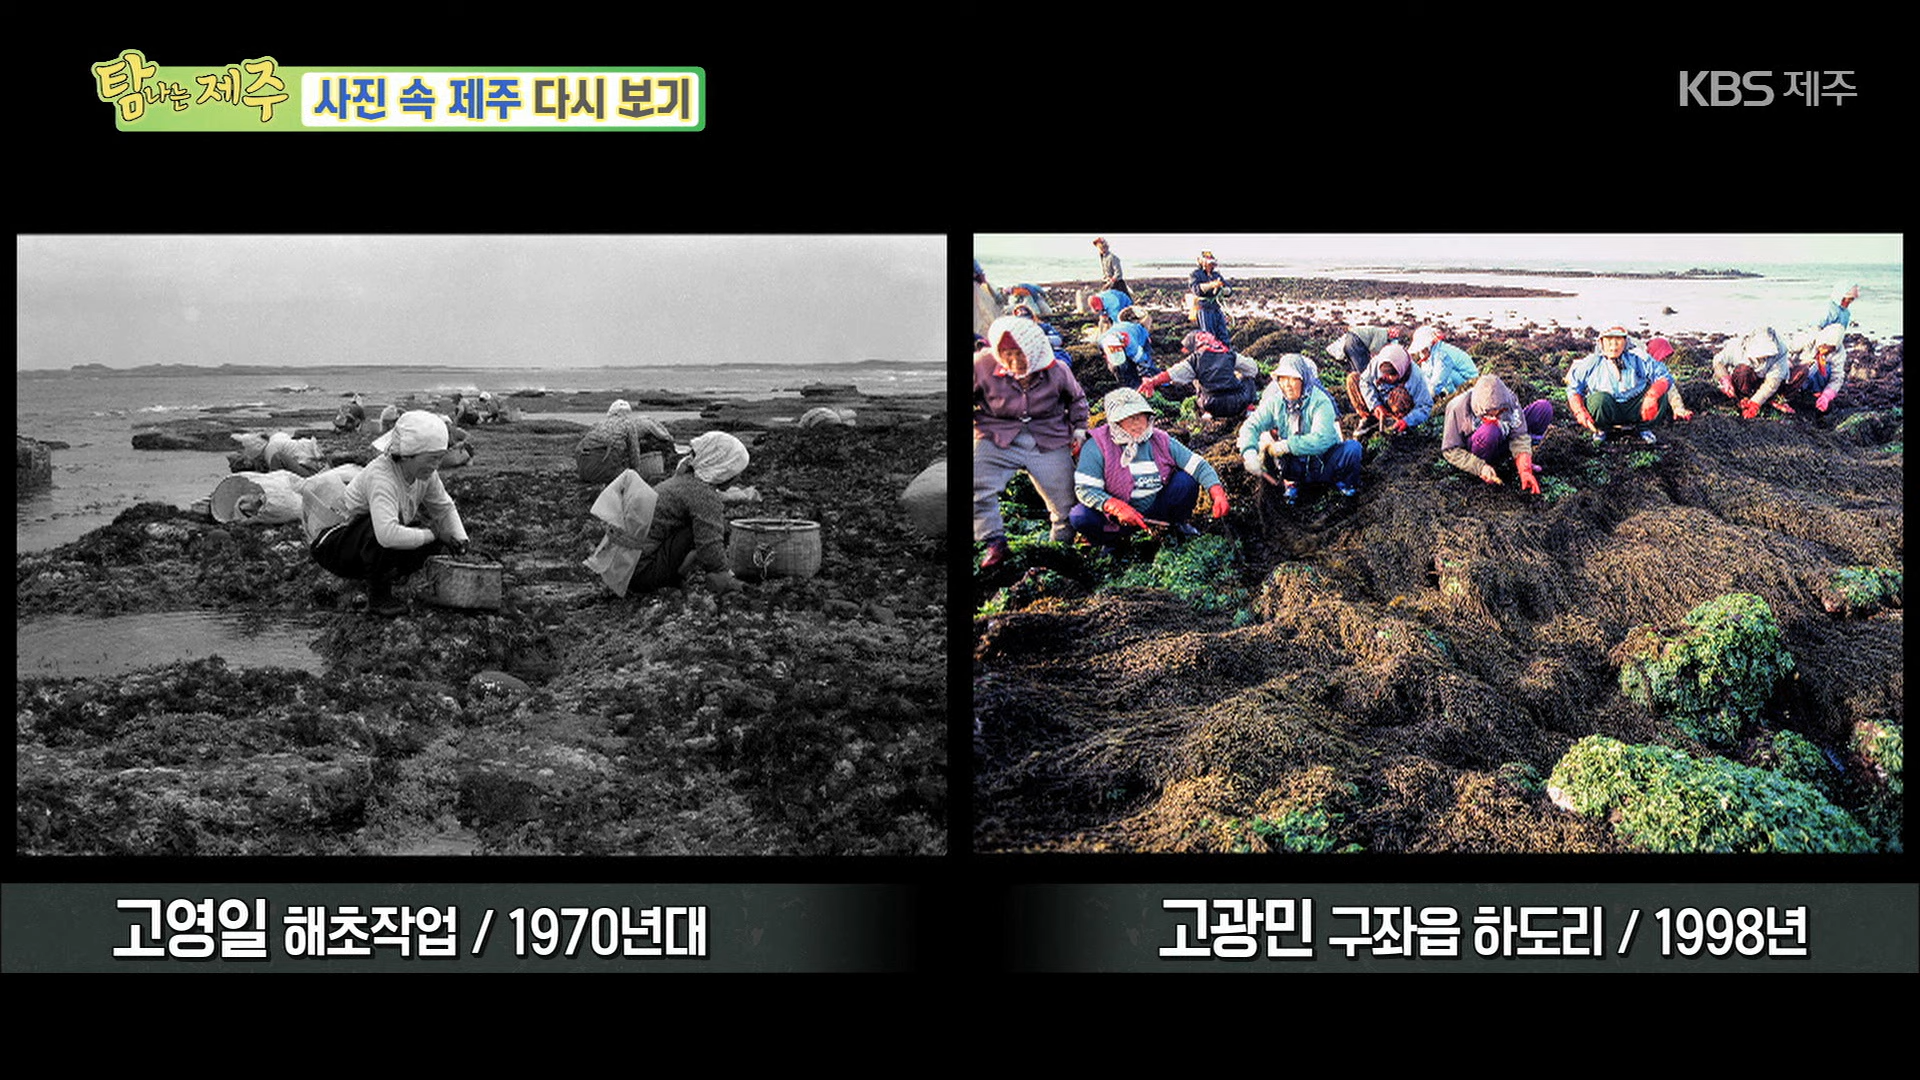 탐나는 제주 사진 속 제주 다시 보기
KBS 제주
고영일 해초작업 / 1970년대
고광민 구좌읍 하도리 / 1998년